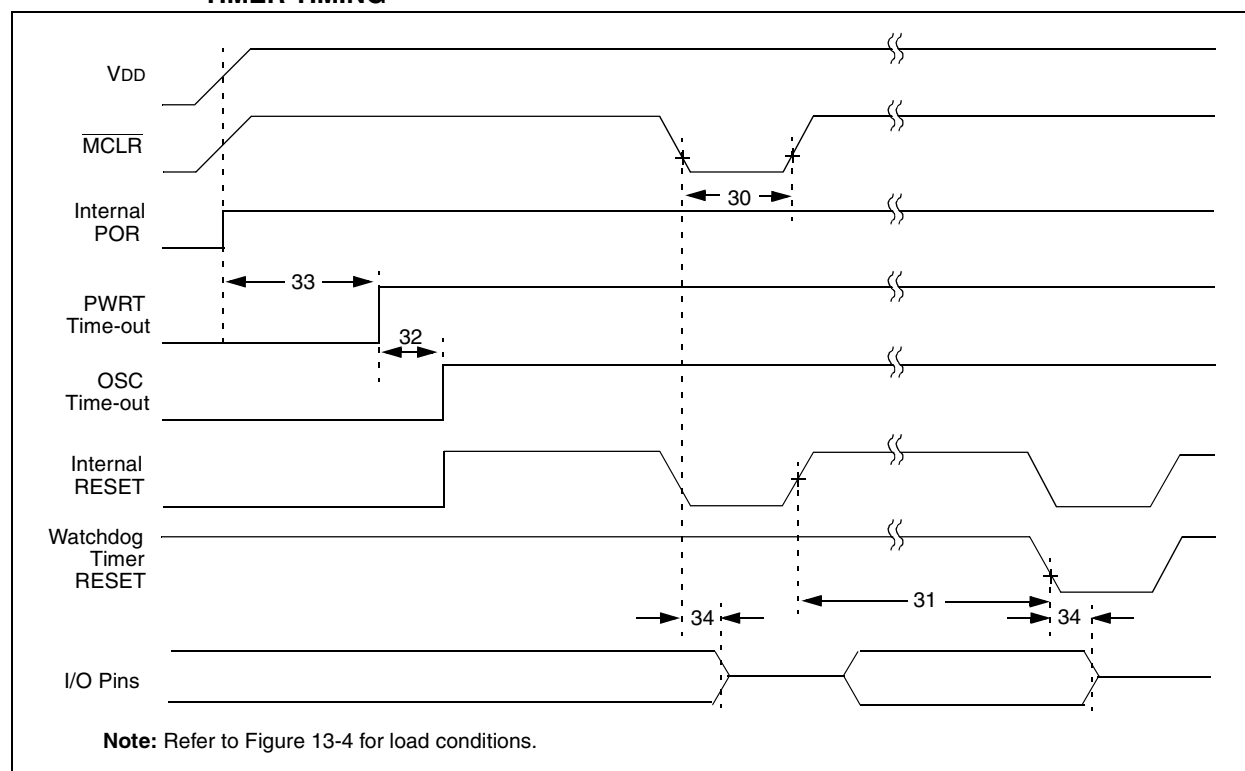 TIMER TIMING
VDD
MCLR
Internal
POR
30
33
PWRT
Time-out
32
OSC
Time-out
Internal
RESET
Watchdog
Timer
RESET
31
34
34
I/O Pins
Note: Refer to Figure 13-4 for load conditions.